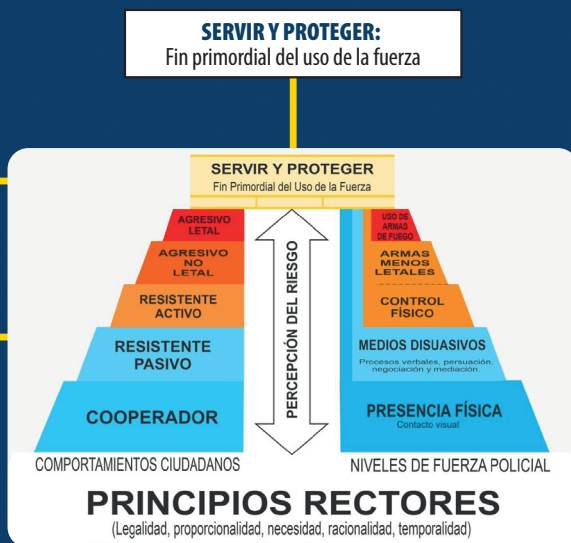 SERVIR Y PROTEGER:
Fin primordial del uso de la fuerza
SERVIR Y PROTEGER
Fin Primordial del Uso de la Fuerza
AGRESIVO
LETAL
AGRESIVO
NO
LETAL
RESISTENTE
ACTIVO
RESISTENTE
PASIVO
COOPERADOR
PERCEPCIÓN DEL RIESGO
USO DE
ARMAS
DE FUEGO
ARMAS
MENOS
LETALES
CONTROL
FÍSICO
MEDIOS DISUASIVOS
Procesos verbales, persuación,
negociación y mediación.
PRESENCIA FÍSICA
Contacto visual
COMPORTAMIENTOS CIUDADANOS
NIVELES DE FUERZA POLICIAL
PRINCIPIOS RECTORES
(Legalidad, proporcionalidad, necesidad, racionalidad, temporalidad)